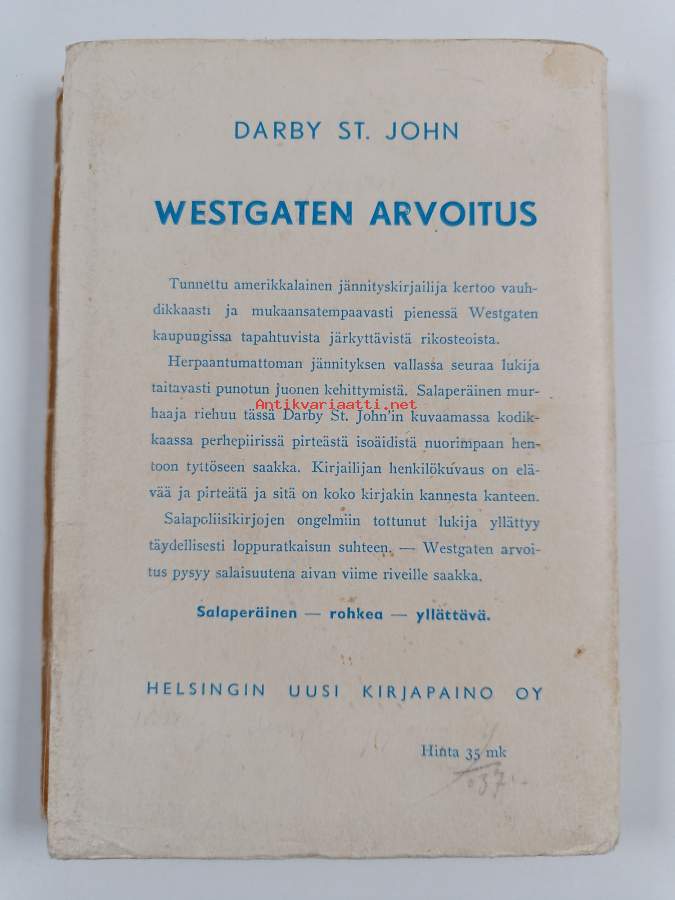 DARBY ST. JOHN
WESTGATEN ARVOITUS
Tunnettu amerikkalainen jännityskirjailija kertoo vauh-
dikkaasti ja mukaansatempaavasti pienessä Westgaten
kaupungissa tapahtuvista järkyttävistä rikosteoista.
Herpaantumattoman jännityksen vallassa seuraa lukija
taitavasti punotun juonen kehittymistä. Salaperäinen mur-
Antikvariaatti.net
haaja riehuu tässä Darby St. John'in kuvaamassa kodik-
kaassa perhepiirissä pirteästä isoäidistä nuorimpaan hen-
toon tyttöseen saakka. Kirjailijan henkilökuvaus on elä-
vää ja pirteätä ja sitä on koko kirjakin kannesta kanteen.
Salapoliisikirjojen ongelmiin tottunut lukija yllättyy
täydellisesti loppuratkaisun suhteen. — Westgaten arvoi-
tus pysyy salaisuutena aivan viime riveille saakka.
Salaperäinen — rohkea — yllättävä.
HELSINGIN UUSI KIRJAPAINO OY
Hinta 35 mk